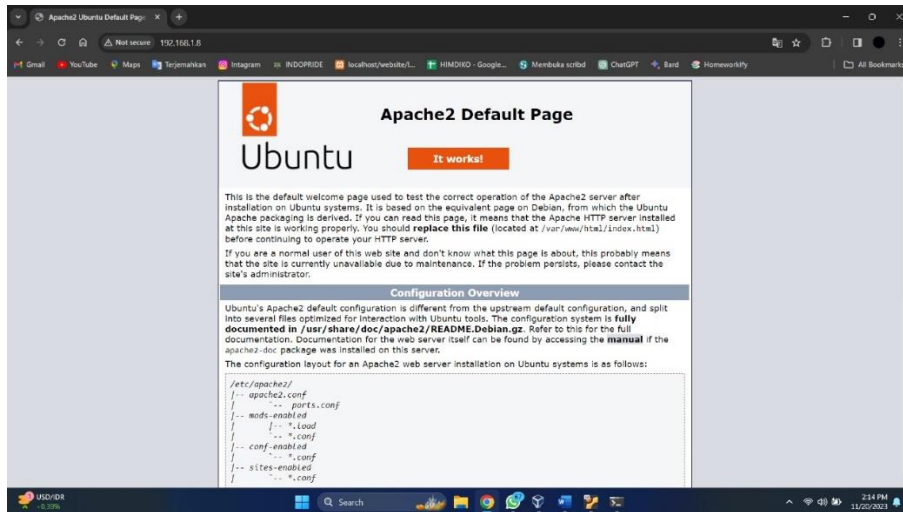 Apache2 Ubuntu Default Page
Not secure 192.168.1.8
Gmail YouTube Maps Terjemahkan Intagram INDOPRIDE localhost/website/L... HIMDIKO - Google... Membuka scribd ChatGPT Bard Homeworkify All Bookmarks
Ubuntu
Apache2 Default Page
It works!
This is the default welcome page used to test the correct operation of the Apache2 server after
installation on Ubuntu systems. It is based on the equivalent page on Debian, from which the Ubuntu
Apache packaging is derived. If you can read this page, it means that the Apache HTTP server installed
at this site is working properly. You should replace this file (located at /var/www/html/index.html)
before continuing to operate your HTTP server.
If you are a normal user of this web site and don't know what this page is about, this probably means
that the site is currently unavailable due to maintenance. If the problem persists, please contact the
site's administrator.
Configuration Overview
Ubuntu's Apache2 default configuration is different from the upstream default configuration, and split
into several files optimized for interaction with Ubuntu tools. The configuration system is fully
documented in /usr/share/doc/apache2/README.Debian.gz. Refer to this for the full
documentation. Documentation for the web server itself can be found by accessing the manual if the
apache2-doc package was installed on this server.
The configuration layout for an Apache2 web server installation on Ubuntu systems is as follows:
/etc/apache2/
|-- apache2.conf
| `-- ports.conf
|-- mods-enabled
| |-- *.load
| `-- *.conf
|-- conf-enabled
| `-- *.conf
|-- sites-enabled
| `-- *.conf
USD/IDR
+0,39%
Search
2:14 PM
11/20/2023